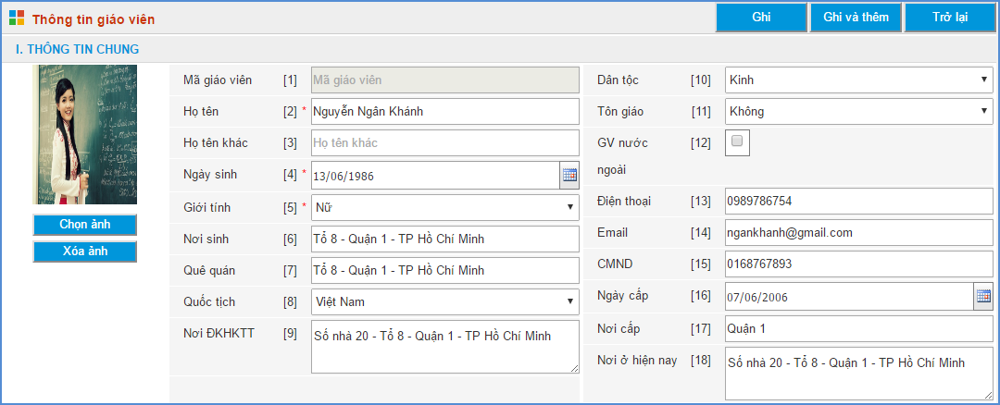 Thông tin giáo viên
Ghi
Ghi và thêm
Trở lại
I. THÔNG TIN CHUNG
Chọn ảnh
Xóa ảnh
Mã giáo viên [1] Mã giáo viên
Họ tên [2] * Nguyễn Ngân Khánh
Họ tên khác [3] Họ tên khác
Ngày sinh [4] * 13/06/1986
Giới tính [5] * Nữ
Nơi sinh [6] Tổ 8 - Quận 1 - TP Hồ Chí Minh
Quê quán [7] Tổ 8 - Quận 1 - TP Hồ Chí Minh
Quốc tịch [8] Việt Nam
Nơi ĐKHKTT [9] Số nhà 20 - Tổ 8 - Quận 1 - TP Hồ Chí Minh
Dân tộc [10] Kinh
Tôn giáo [11] Không
GV nước [12]
ngoài
Điện thoại [13] 0989786754
Email [14] ngankhanh@gmail.com
CMND [15] 0168767893
Ngày cấp [16] 07/06/2006
Nơi cấp [17] Quận 1
Nơi ở hiện nay [18] Số nhà 20 - Tổ 8 - Quận 1 - TP Hồ Chí Minh